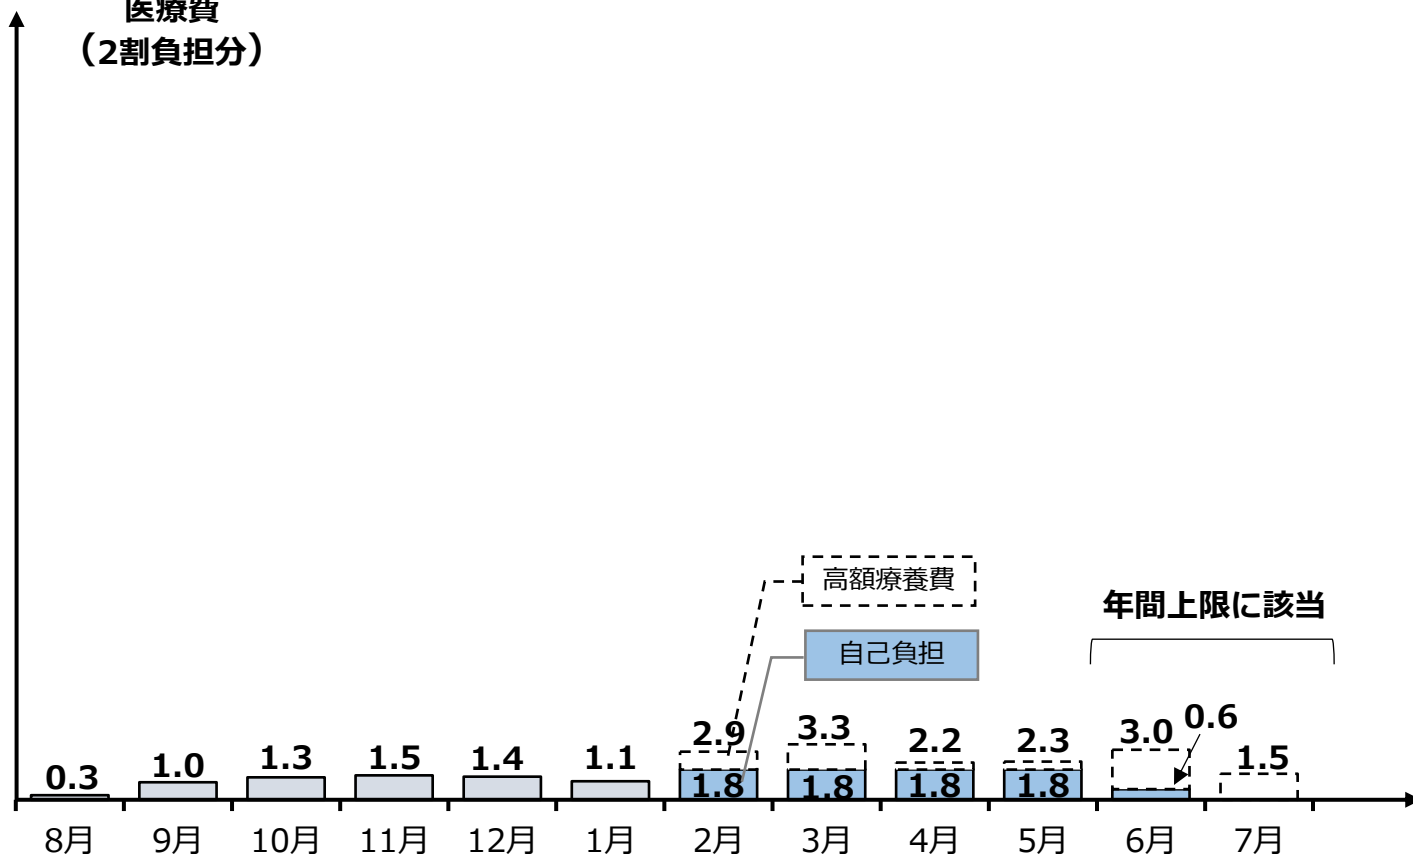 医療費
（2割負担分）
高額療養費
自己負担
年間上限に該当
0.3
1.0
1.3
1.5
1.4
1.1
2.9
3.3
2.2
2.3
3.0
0.6
1.5
1.8
1.8
1.8
1.8
8月
9月
10月
11月
12月
1月
2月
3月
4月
5月
6月
7月